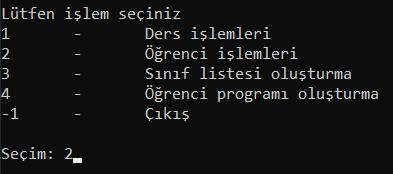 Lütfen işlem seçiniz
1 - Ders işlemleri
2 - Öğrenci işlemleri
3 - Sınıf listesi oluşturma
4 - Öğrenci programı oluşturma
-1 - Çıkış
Seçim: 2